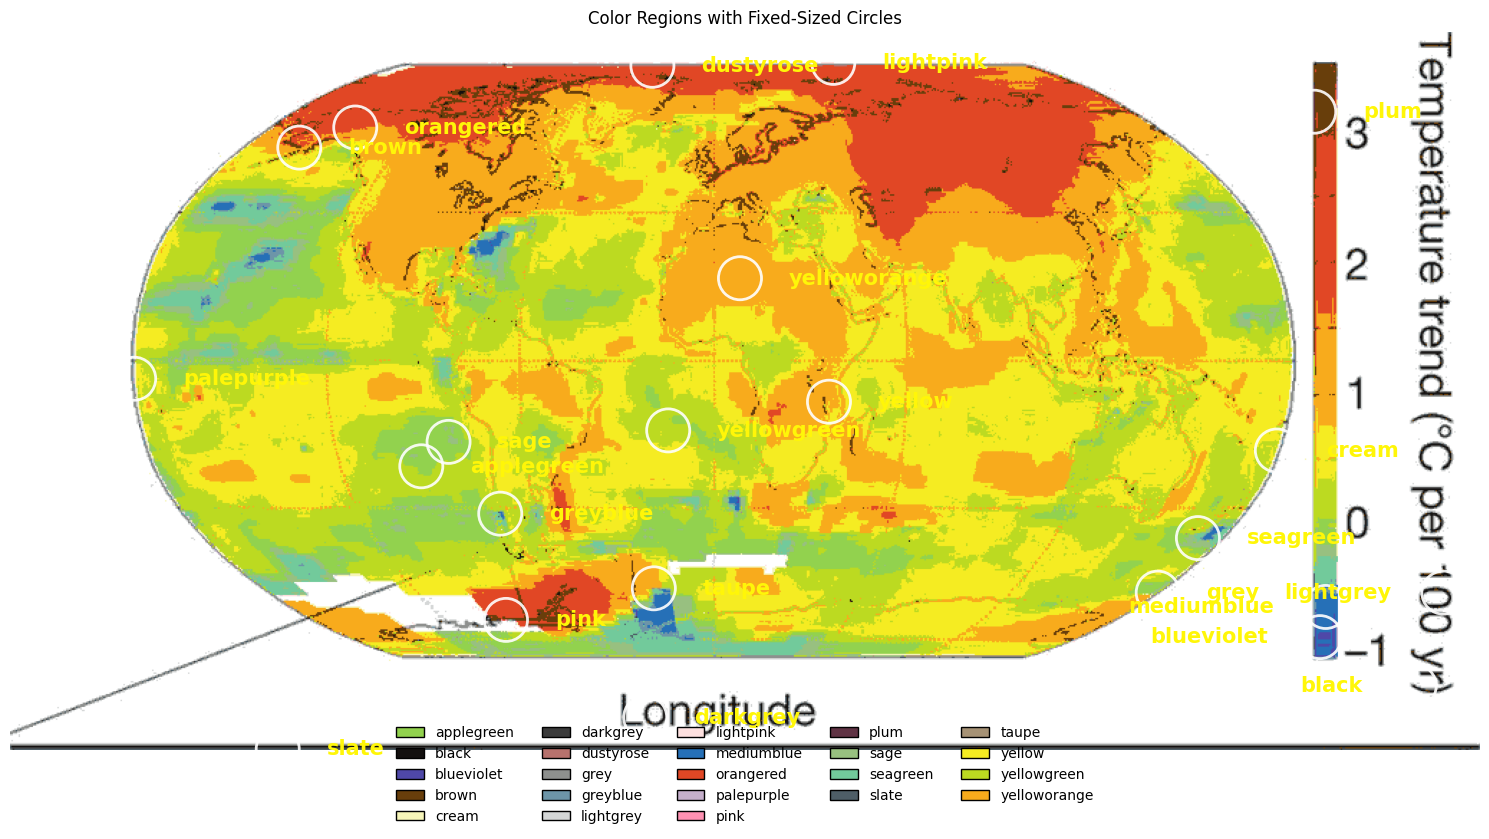 Color Regions with Fixed-Sized Circles
dustyrose
lightpink
plum
orangered
brown
3
yelloworange
2
palepurple
yellow
1
yellowgreen
sage
cream
applegreen
greyblue
0
seagreen
taupe
grey
lightgrey
mediumblue
pink
blueviolet
−1
black
Temperature trend (°C per 100 yr)
Longitude
darkgrey
slate
applegreen
black
blueviolet
brown
cream
darkgrey
dustyrose
grey
greyblue
lightgrey
lightpink
mediumblue
orangered
palepurple
pink
plum
sage
seagreen
slate
taupe
yellow
yellowgreen
yelloworange